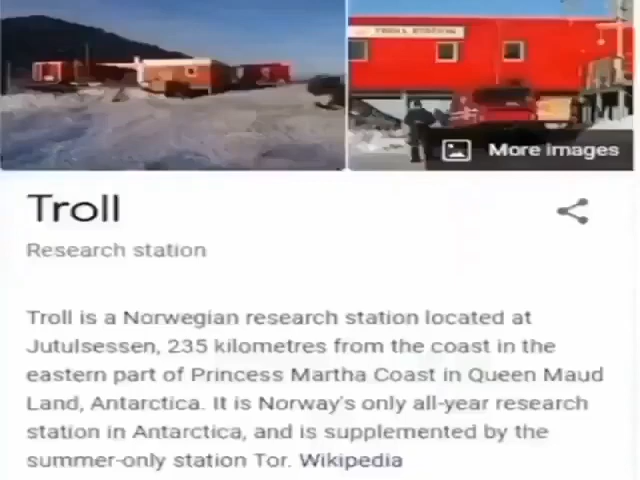 TROLL STATION
More images
Troll
Research station
Troll is a Norwegian research station located at
Jutulsessen, 235 kilometres from the coast in the
eastern part of Princess Martha Coast in Queen Maud
Land, Antarctica. It is Norway's only all-year research
station in Antarctica, and is supplemented by the
summer-only station Tor. Wikipedia